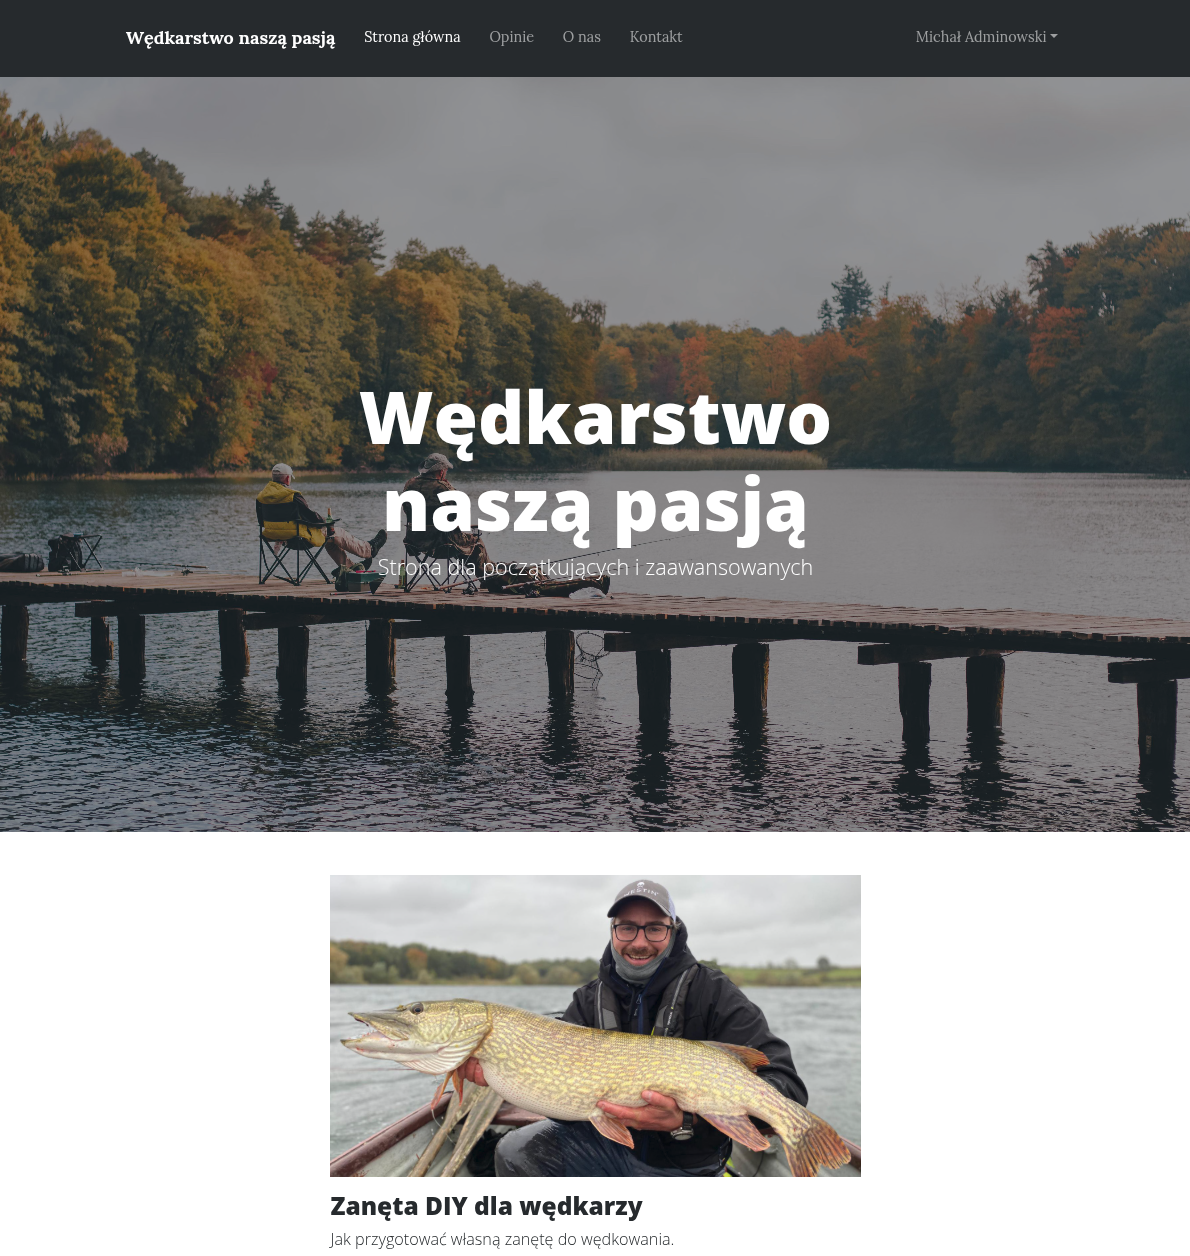 Wędkarstwo naszą pasją Strona główna Opinie O nas Kontakt Michał Adminowski
Wędkarstwo
naszą pasją
Strona dla początkujących i zaawansowanych
Zanęta DIY dla wędkarzy
Jak przygotować własną zanętę do wędkowania.